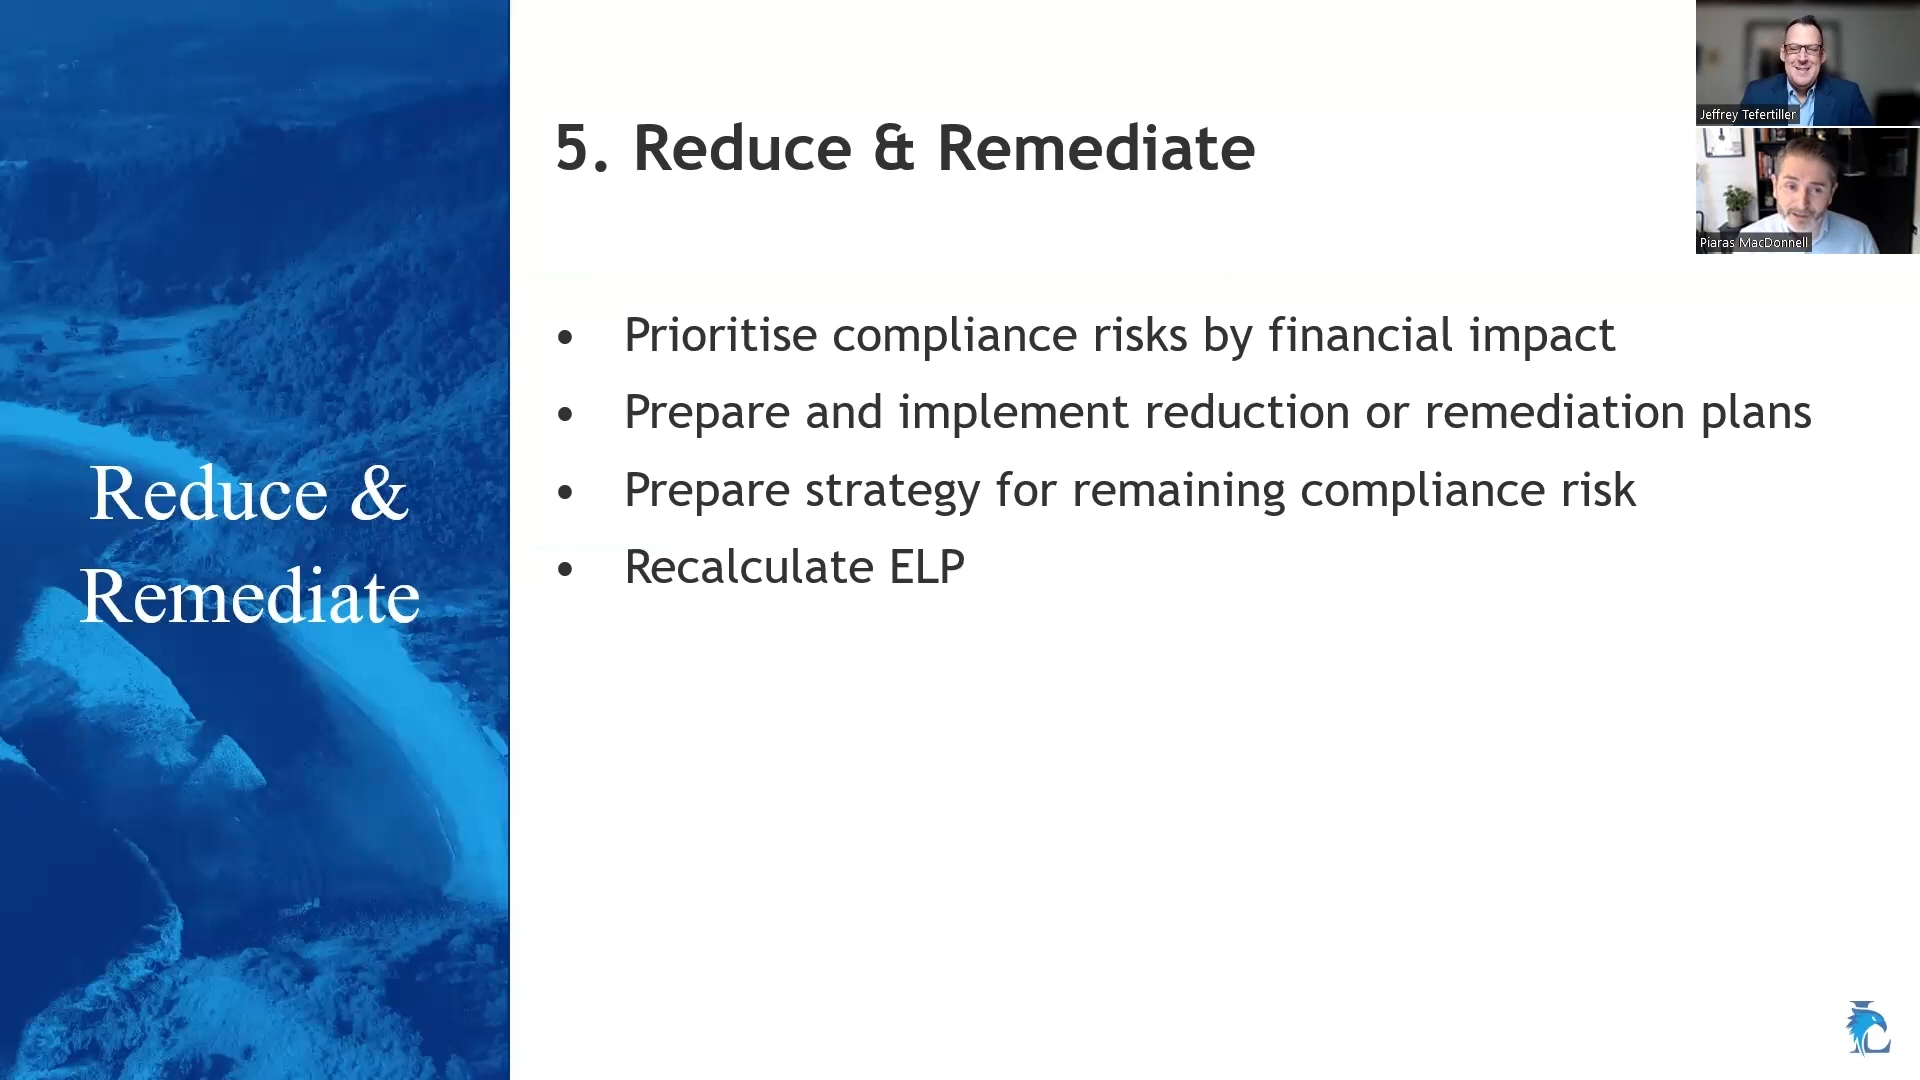 Reduce &
Remediate
5. Reduce & Remediate
• Prioritise compliance risks by financial impact
• Prepare and implement reduction or remediation plans
• Prepare strategy for remaining compliance risk
• Recalculate ELP
Jeffrey Tefertiller
Piaras MacDonnell